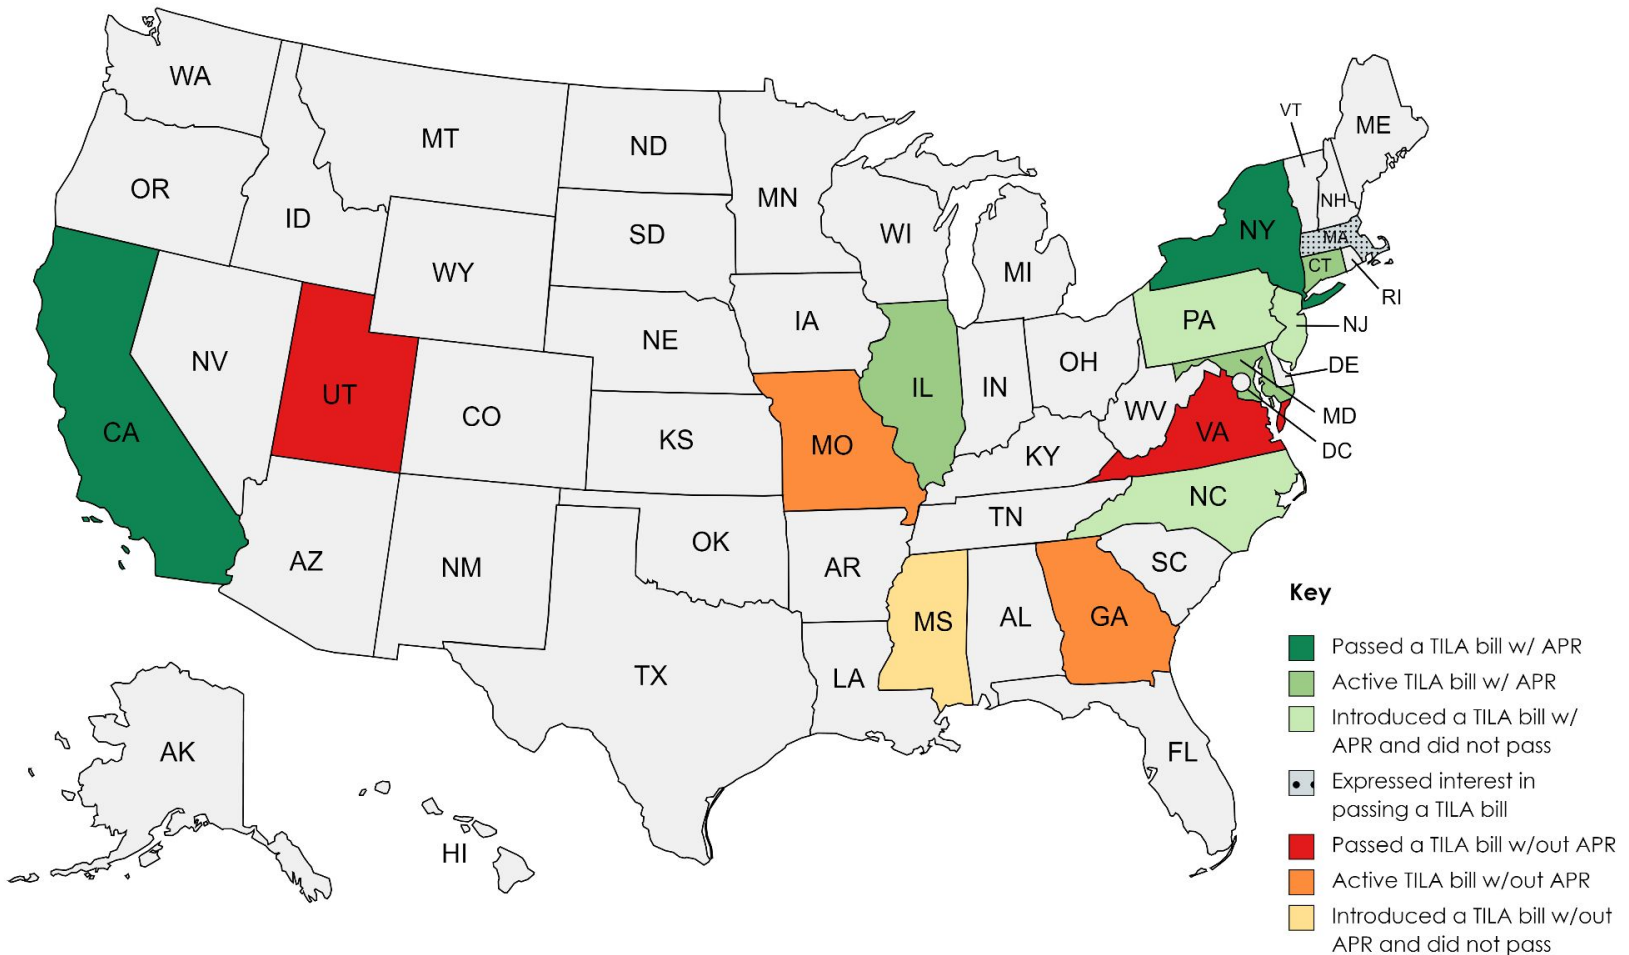 WA
OR
ID
MT
ND
MN
SD
WY
WI
MI
VT
ME
NH
NY
MA
CT
RI
PA
NJ
DE
MD
DC
CA
NV
UT
CO
NE
IA
IL
IN
OH
WV
VA
KS
MO
KY
NC
TN
SC
AZ
NM
OK
AR
MS
AL
GA
TX
LA
FL
AK
HI
Key
Passed a TILA bill w/ APR
Active TILA bill w/ APR
Introduced a TILA bill w/
APR and did not pass
Expressed interest in
passing a TILA bill
Passed a TILA bill w/out APR
Active TILA bill w/out APR
Introduced a TILA bill w/out
APR and did not pass